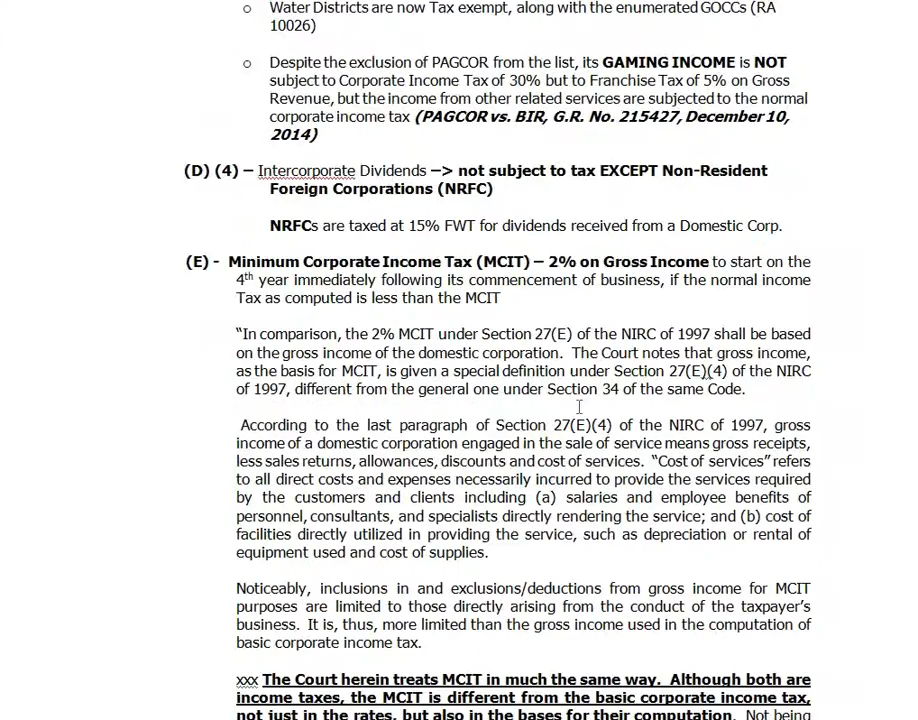 o Water Districts are now Tax exempt, along with the enumerated GOCCs (RA
10026)
o Despite the exclusion of PAGCOR from the list, its GAMING INCOME is NOT
subject to Corporate Income Tax of 30% but to Franchise Tax of 5% on Gross
Revenue, but the income from other related services are subjected to the normal
corporate income tax (PAGCOR vs. BIR, G.R. No. 215427, December 10,
2014)
(D) (4) – Intercorporate Dividends –> not subject to tax EXCEPT Non-Resident
Foreign Corporations (NRFC)
NRFCs are taxed at 15% FWT for dividends received from a Domestic Corp.
(E) - Minimum Corporate Income Tax (MCIT) – 2% on Gross Income to start on the
4th year immediately following its commencement of business, if the normal income
Tax as computed is less than the MCIT
“In comparison, the 2% MCIT under Section 27(E) of the NIRC of 1997 shall be based
on the gross income of the domestic corporation. The Court notes that gross income,
as the basis for MCIT, is given a special definition under Section 27(E)(4) of the NIRC
of 1997, different from the general one under Section 34 of the same Code.
According to the last paragraph of Section 27(E)(4) of the NIRC of 1997, gross
income of a domestic corporation engaged in the sale of service means gross receipts,
less sales returns, allowances, discounts and cost of services. “Cost of services” refers
to all direct costs and expenses necessarily incurred to provide the services required
by the customers and clients including (a) salaries and employee benefits of
personnel, consultants, and specialists directly rendering the service; and (b) cost of
facilities directly utilized in providing the service, such as depreciation or rental of
equipment used and cost of supplies.
Noticeably, inclusions in and exclusions/deductions from gross income for MCIT
purposes are limited to those directly arising from the conduct of the taxpayer’s
business. It is, thus, more limited than the gross income used in the computation of
basic corporate income tax.
xxx The Court herein treats MCIT in much the same way. Although both are
income taxes, the MCIT is different from the basic corporate income tax,
not just in the rates, but also in the bases for their computation. Not being